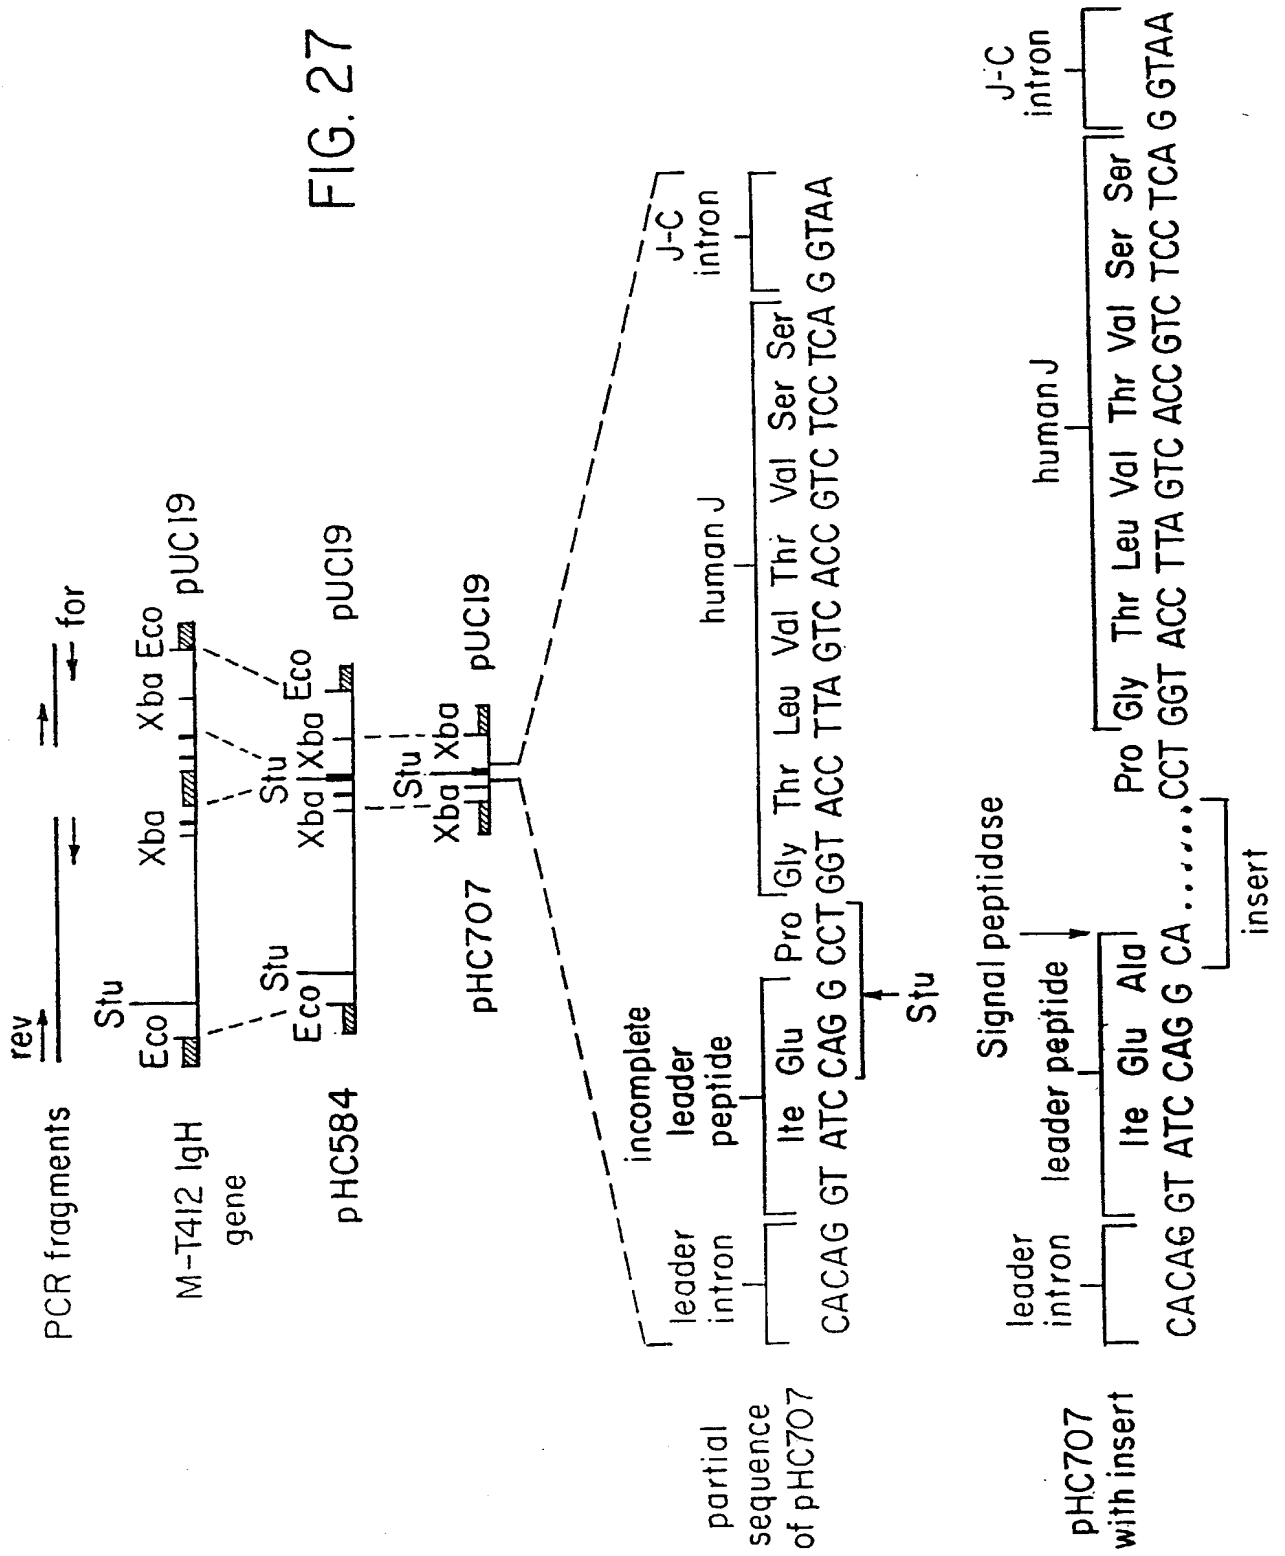 FIG. 27
PCR fragments
rev
for
M-T412 IgH
gene
Eco
Stu
Xba
Xba
Eco
pUC19
pHC584
Eco
Stu
Xba
Stu
Xba
Eco
pUC19
pHC707
Xba
Stu
Xba
pUC19
partial
sequence
of pHC707
leader
intron
incomplete
leader
peptide
human J
J-C
intron
Ile Glu Pro Gly Thr Leu Val Thr Val Ser Ser
CACAG GT ATC CAG G CCT GGT ACC TTA GTC ACC GTC TCC TCA G GTAA
Stu
pHC707
with insert
leader
intron
leader peptide
Signal peptidase
human J
J-C
intron
Ile Glu Ala Pro Gly Thr Leu Val Thr Val Ser Ser
CACAG GT ATC CAG G CA ...... CCT GGT ACC TTA GTC ACC GTC TCC TCA G GTAA
insert